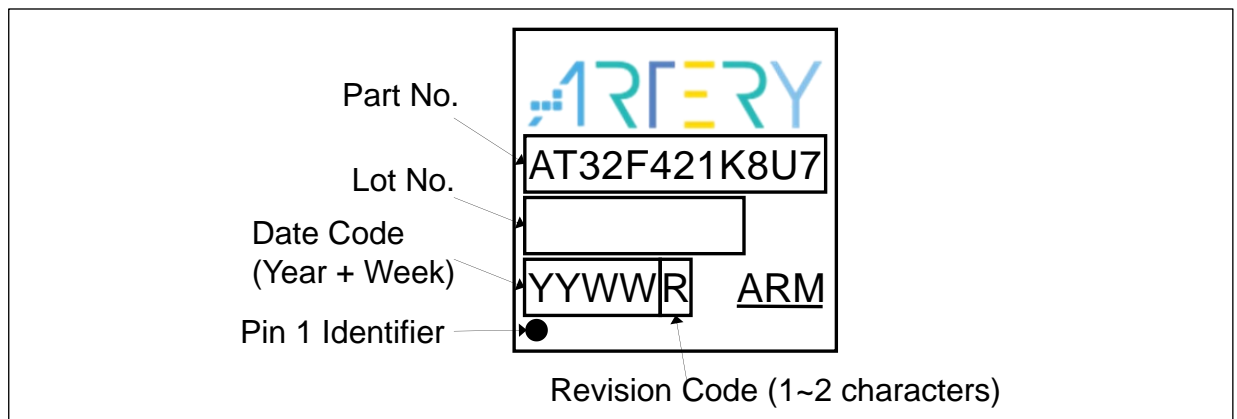 ARTERY
Part No.
AT32F421K8U7
Lot No.
Date Code
(Year + Week)
YYWW R
ARM
Pin 1 Identifier
Revision Code (1~2 characters)